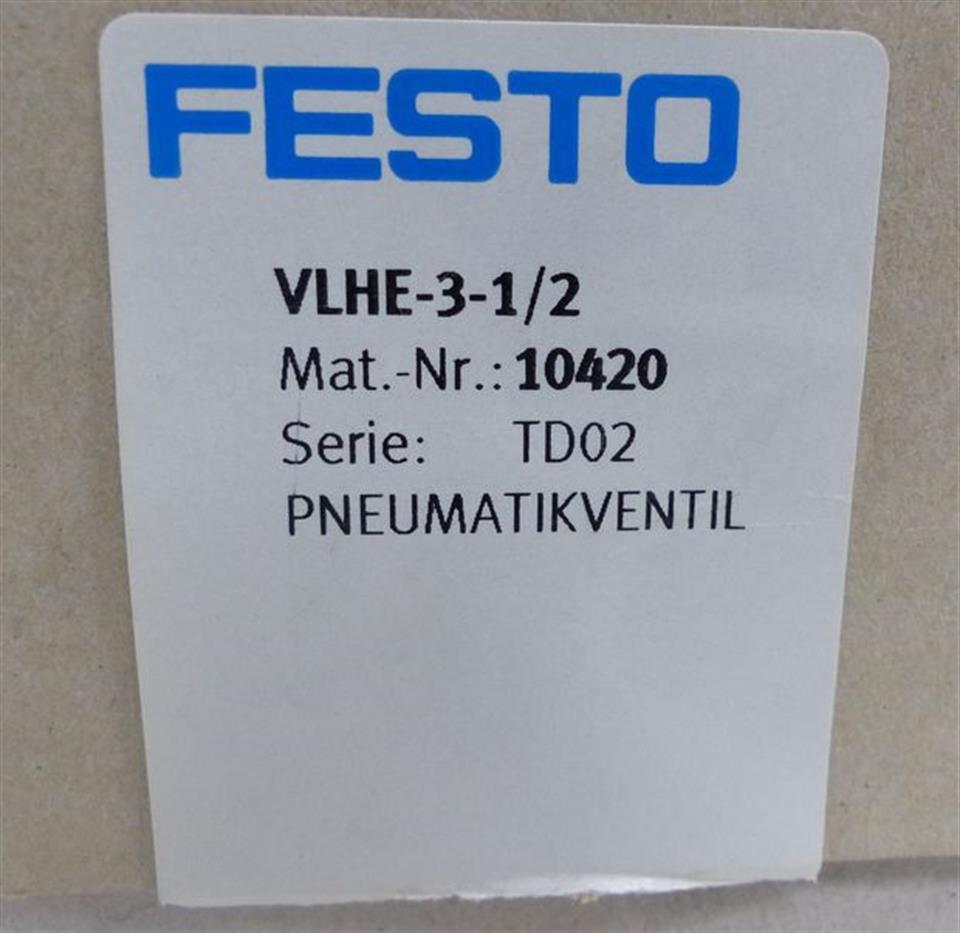 FESTO
VLHE-3-1/2
Mat.-Nr.: 10420
Serie: TD02
PNEUMATIKVENTIL